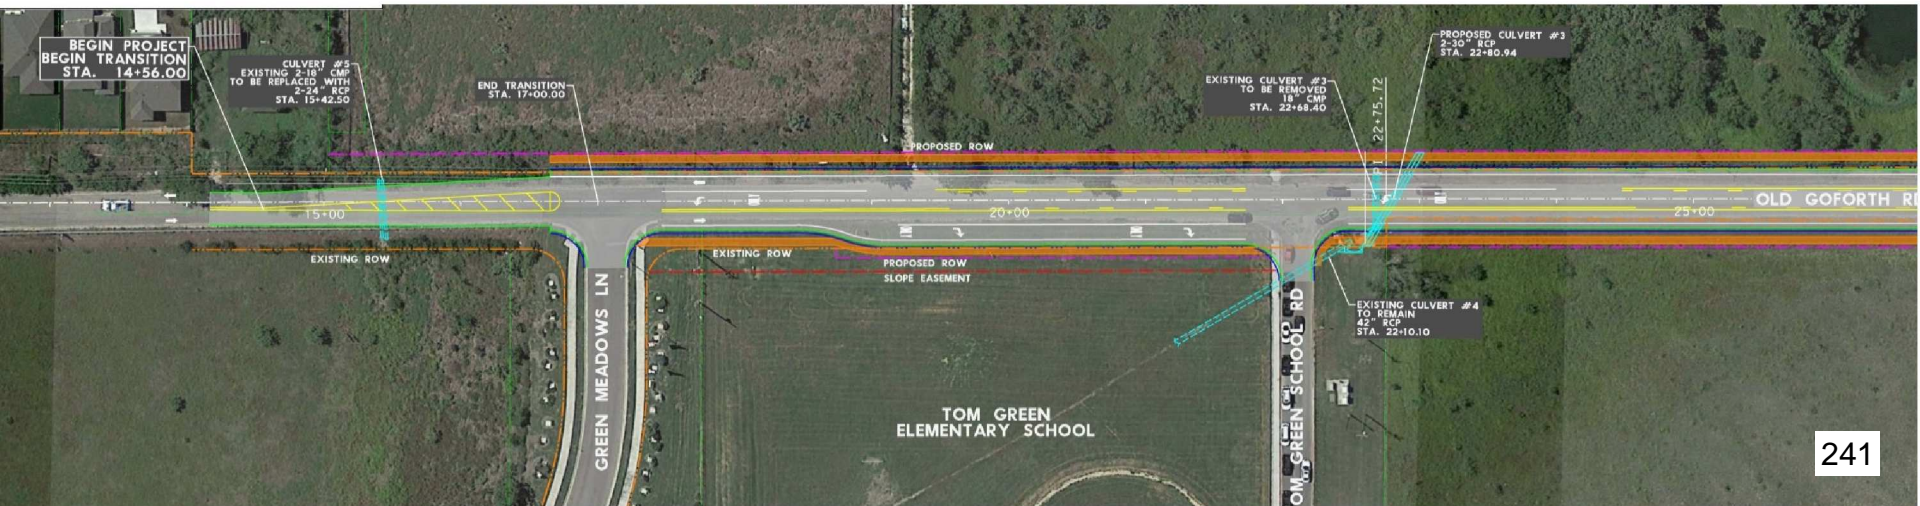 BEGIN PROJECT
BEGIN TRANSITION
STA. 14+56.00
CULVERT #5
EXISTING 2-18" CMP
TO BE REPLACED WITH
2-24" RCP
STA. 15+42.50
END TRANSITION
STA. 17+00.00
EXISTING CULVERT #3
TO BE REMOVED
18" CMP
STA. 22+68.40
PI 22+75.72
PROPOSED CULVERT #3
2-30" RCP
STA. 22+80.94
PROPOSED ROW
15+00
20+00
25+00
OLD GOFORTH RD
EXISTING ROW
EXISTING ROW
PROPOSED ROW
SLOPE EASEMENT
GREEN MEADOWS LN
TOM GREEN
ELEMENTARY SCHOOL
OM GREEN SCHOOL RD
EXISTING CULVERT #4
TO REMAIN
42" RCP
STA. 22+10.10
241